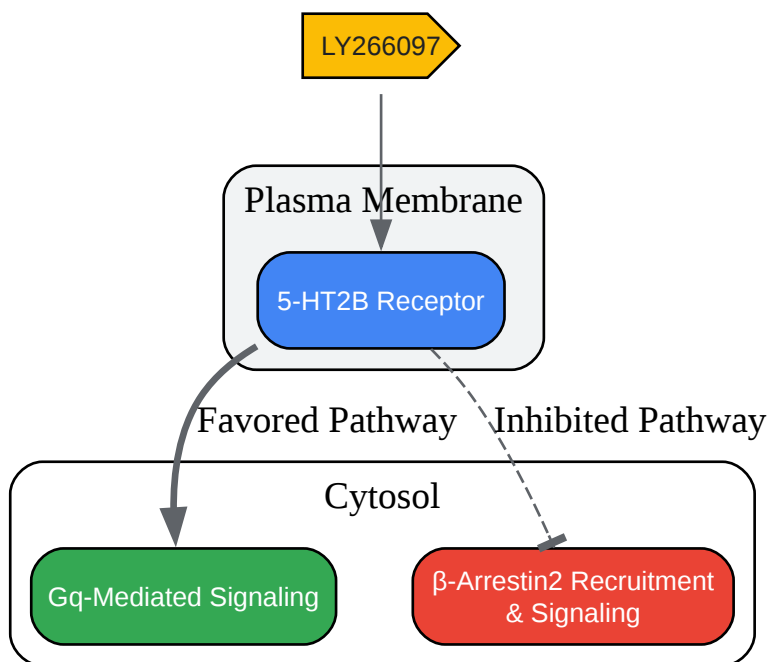 LY266097
Plasma Membrane
5-HT2B Receptor
Favored Pathway
Inhibited Pathway
Cytosol
Gq-Mediated Signaling
β-Arrestin2 Recruitment
& Signaling